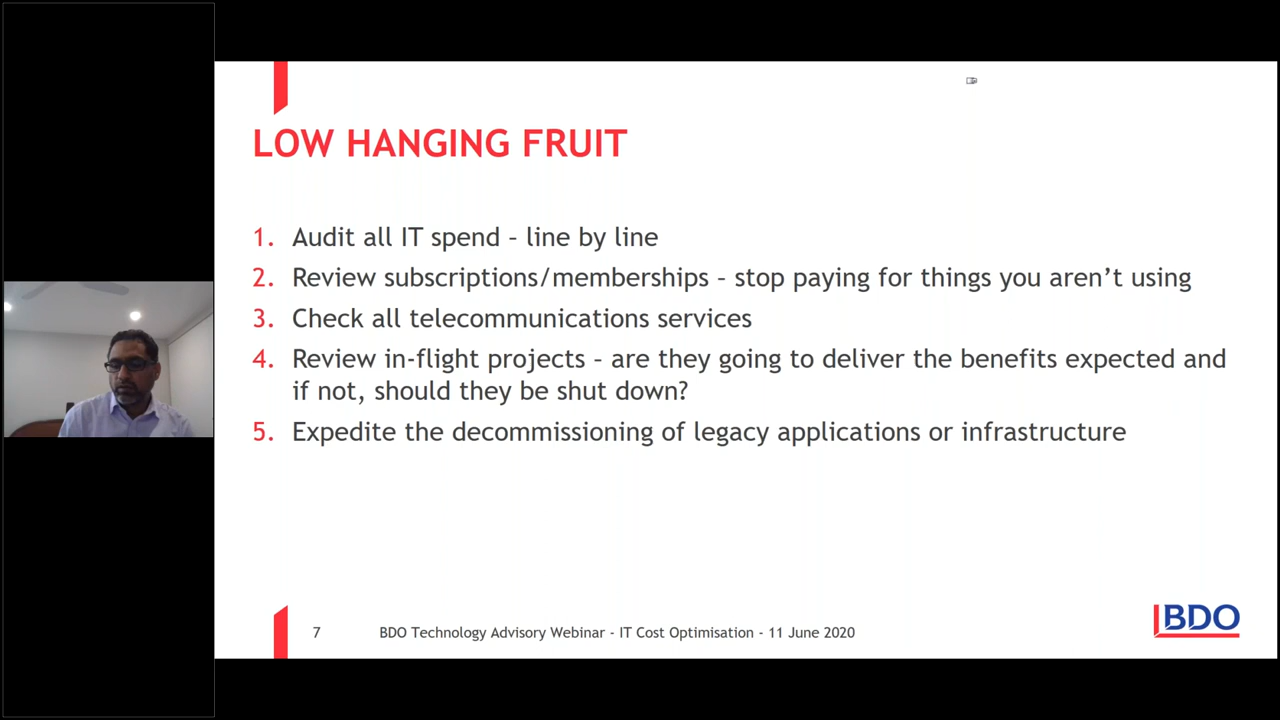 LOW HANGING FRUIT
1. Audit all IT spend – line by line
2. Review subscriptions/memberships – stop paying for things you aren’t using
3. Check all telecommunications services
4. Review in-flight projects – are they going to deliver the benefits expected and
if not, should they be shut down?
5. Expedite the decommissioning of legacy applications or infrastructure
7 BDO Technology Advisory Webinar - IT Cost Optimisation - 11 June 2020
BDO